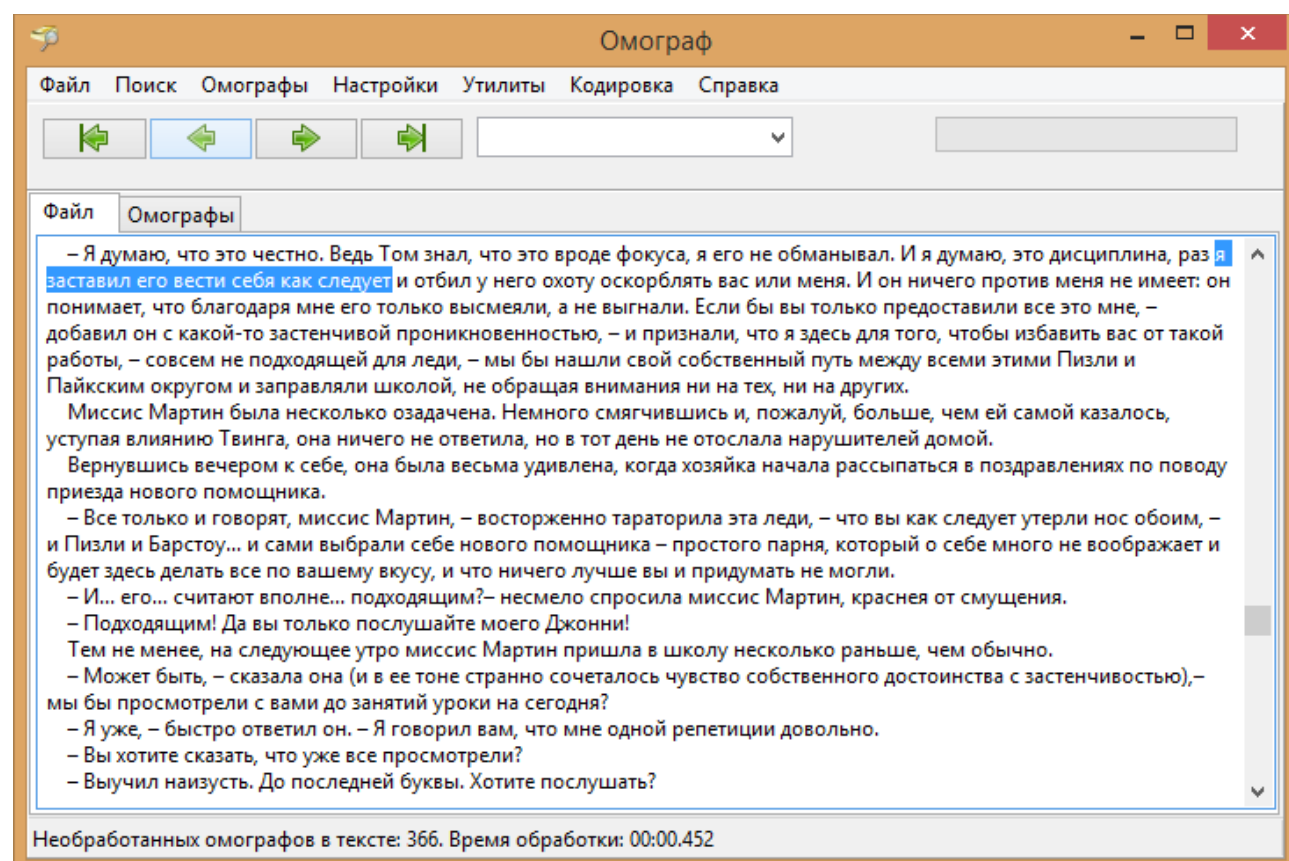 Омограф
Файл Поиск Омографы Настройки Утилиты Кодировка Справка
Файл Омографы
– Я думаю, что это честно. Ведь Том знал, что это вроде фокуса, я его не обманывал. И я думаю, это дисциплина, раз я
заставил его вести себя как следует и отбил у него охоту оскорблять вас или меня. И он ничего против меня не имеет: он
понимает, что благодаря мне его только высмеяли, а не выгнали. Если бы вы только предоставили все это мне, –
добавил он с какой-то застенчивой проникновенностью, – и признали, что я здесь для того, чтобы избавить вас от такой
работы, – совсем не подходящей для леди, – мы бы нашли свой собственный путь между всеми этими Пизли и
Пайкским округом и заправляли школой, не обращая внимания ни на тех, ни на других.
Миссис Мартин была несколько озадачена. Немного смягчившись и, пожалуй, больше, чем ей самой казалось,
уступая влиянию Твинга, она ничего не ответила, но в тот день не отослала нарушителей домой.
Вернувшись вечером к себе, она была весьма удивлена, когда хозяйка начала рассыпаться в поздравлениях по поводу
приезда нового помощника.
– Все только и говорят, миссис Мартин, – восторженно тараторила эта леди, – что вы как следует утерли нос обоим, –
и Пизли и Барстоу... и сами выбрали себе нового помощника – простого парня, который о себе много не воображает и
будет здесь делать все по вашему вкусу, и что ничего лучше вы и придумать не могли.
– И... его... считают вполне... подходящим?– несмело спросила миссис Мартин, краснея от смущения.
– Подходящим! Да вы только послушайте моего Джонни!
Тем не менее, на следующее утро миссис Мартин пришла в школу несколько раньше, чем обычно.
– Может быть, – сказала она (и в ее тоне странно сочеталось чувство собственного достоинства с застенчивостью),–
мы бы просмотрели с вами до занятий уроки на сегодня?
– Я уже, – быстро ответил он. – Я говорил вам, что мне одной репетиции довольно.
– Вы хотите сказать, что уже все просмотрели?
– Выучил наизусть. До последней буквы. Хотите послушать?
Необработанных омографов в тексте: 366. Время обработки: 00:00.452